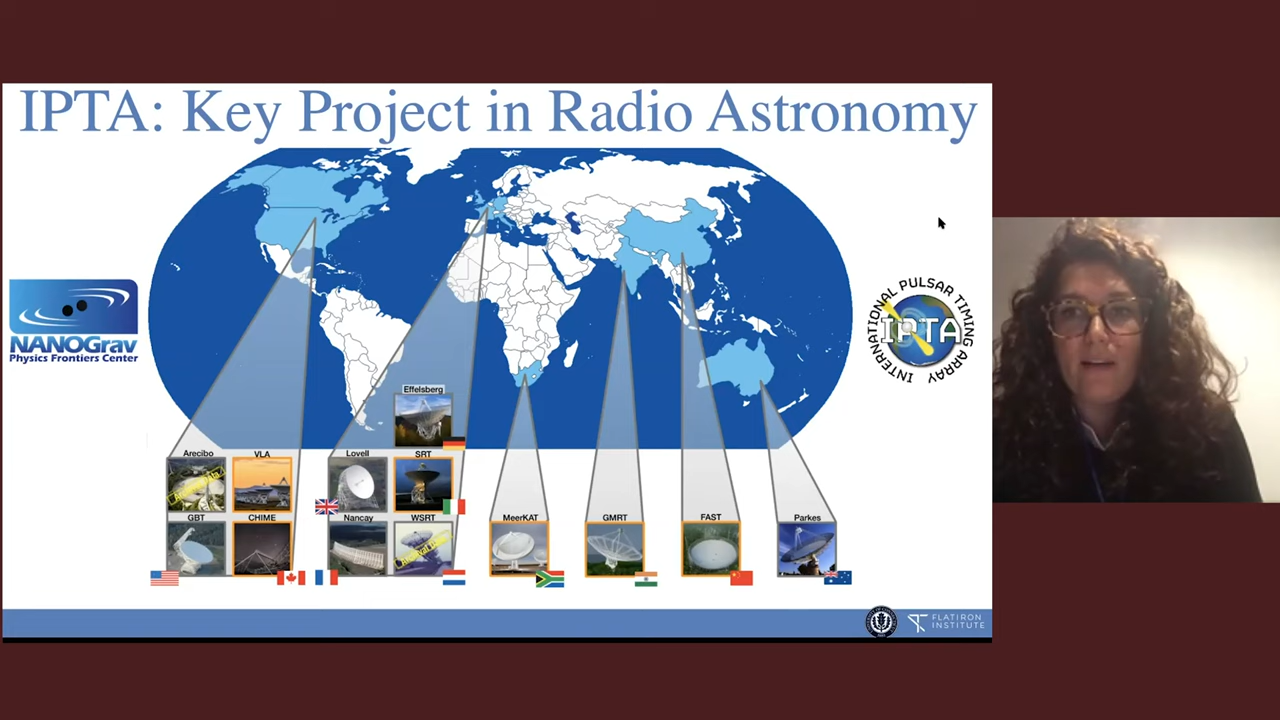 IPTA: Key Project in Radio Astronomy
NANOGrav
Physics Frontiers Center
INTERNATIONAL PULSAR TIMING ARRAY
IPTA
Effelsberg
Arecibo
VLA
Lovell
SRT
GBT
CHIME
Nancay
WSRT
MeerKAT
GMRT
FAST
Parkes
FLATIRON
INSTITUTE